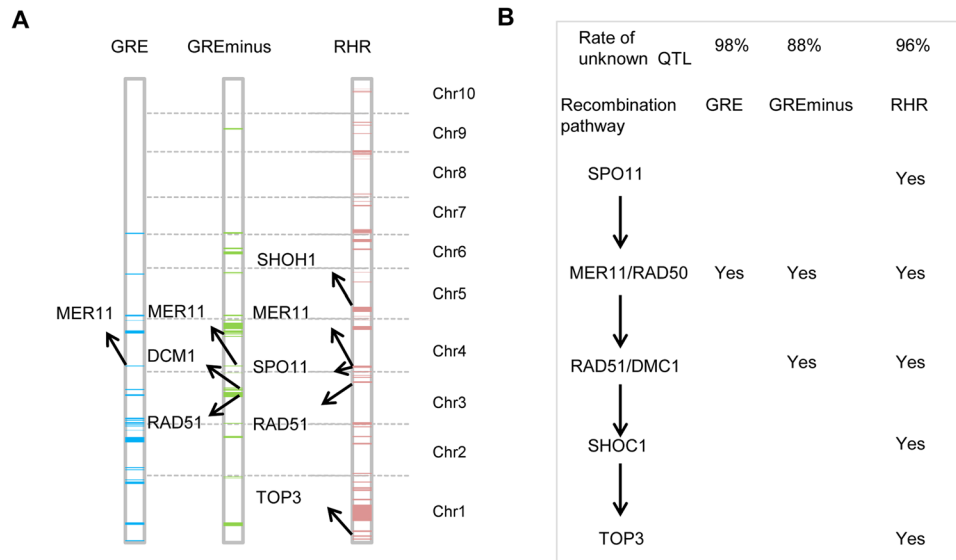 A
GRE GREminus RHR
Chr10
Chr9
Chr8
Chr7
Chr6
SHOH1
Chr5
MER11 MER11 MER11
DCM1
Chr4
SPO11
Chr3
RAD51 RAD51
Chr2
TOP3
Chr1
B
Rate of 98% 88% 96%
unknown QTL
Recombination GRE GREminus RHR
pathway
SPO11 Yes
MER11/RAD50 Yes Yes Yes
RAD51/DMC1 Yes Yes
SHOC1 Yes
TOP3 Yes